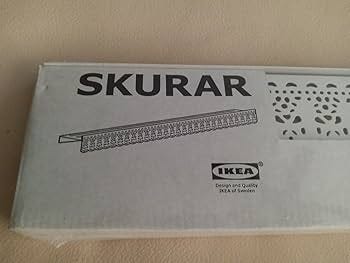 SKURAR
IKEA
Design and Quality
IKEA of Sweden